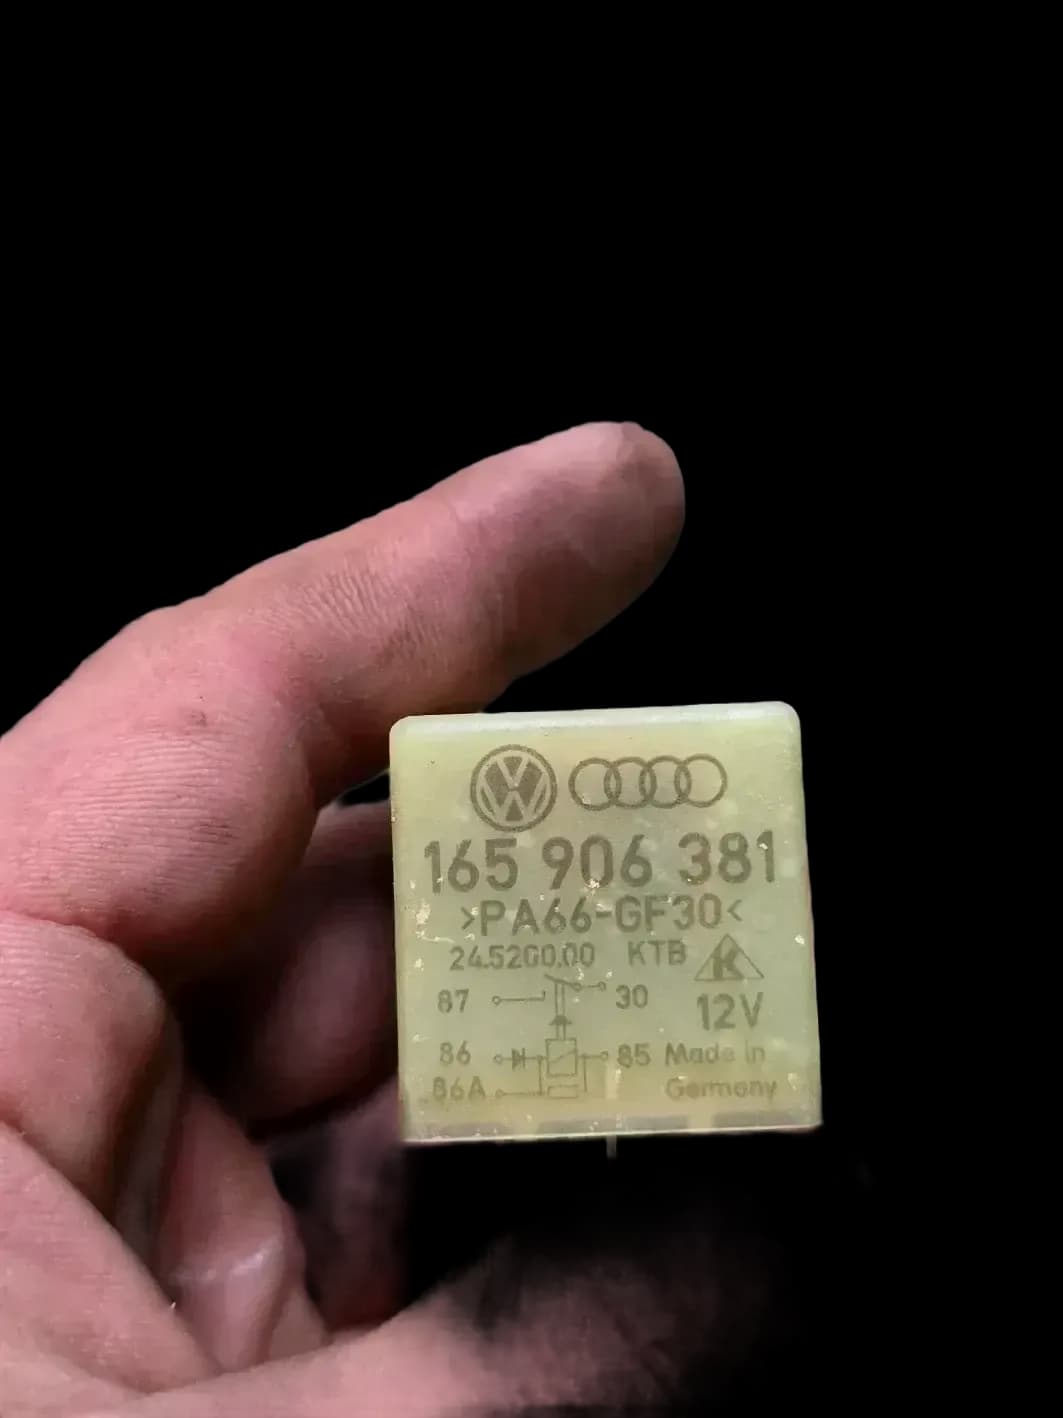 165 906 381
>PA66-GF30<
24.5200.00 KTB K
87 30 12V
86 85 Made in
86A Germany